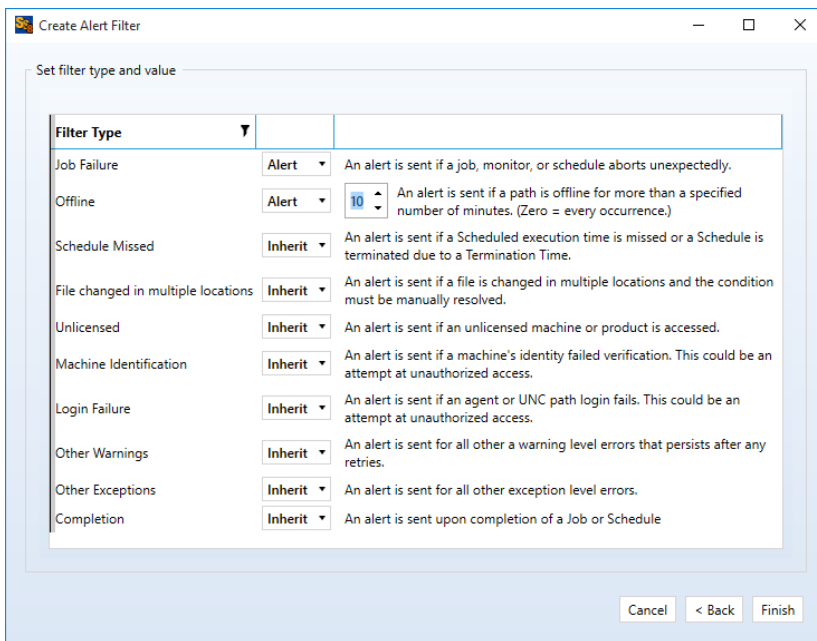 Create Alert Filter
Set filter type and value
Filter Type
Job Failure Alert An alert is sent if a job, monitor, or schedule aborts unexpectedly.
Offline Alert 10 An alert is sent if a path is offline for more than a specified
number of minutes. (Zero = every occurrence.)
Schedule Missed Inherit An alert is sent if a Scheduled execution time is missed or a Schedule is
terminated due to a Termination Time.
File changed in multiple locations Inherit An alert is sent if a file is changed in multiple locations and the condition
must be manually resolved.
Unlicensed Inherit An alert is sent if an unlicensed machine or product is accessed.
Machine Identification Inherit An alert is sent if a machine's identity failed verification. This could be an
attempt at unauthorized access.
Login Failure Inherit An alert is sent if an agent or UNC path login fails. This could be an
attempt at unauthorized access.
Other Warnings Inherit An alert is sent for all other a warning level errors that persists after any
retries.
Other Exceptions Inherit An alert is sent for all other exception level errors.
Completion Inherit An alert is sent upon completion of a Job or Schedule
Cancel < Back Finish